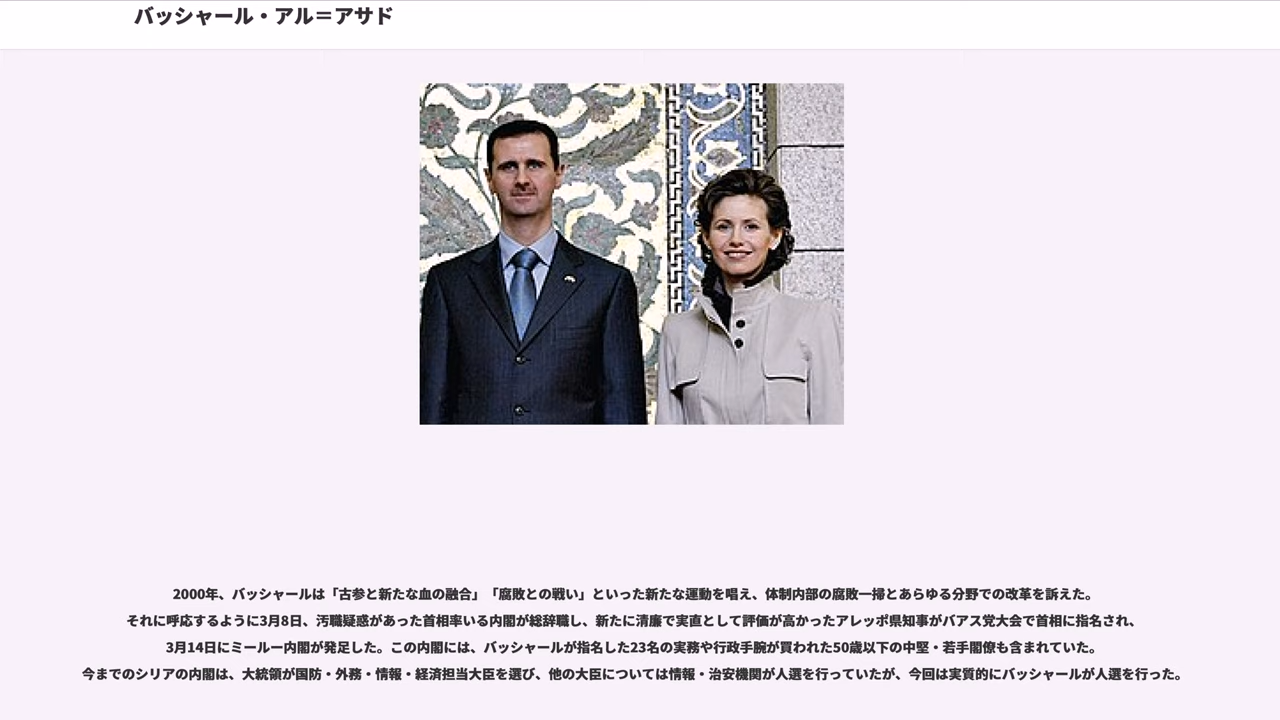 バッシャール・アル＝アサド
2000年、バッシャールは「古参と新たな血の融合」「腐敗との戦い」といった新たな運動を唱え、体制内部の腐敗一掃とあらゆる分野での改革を訴えた。
それに呼応するように3月8日、汚職疑惑があった首相率いる内閣が総辞職し、新たに清廉で実直として評価が高かったアレッポ県知事がバアス党大会で首相に指名され、
3月14日にミールー内閣が発足した。この内閣には、バッシャールが指名した23名の実務や行政手腕が買われた50歳以下の中堅・若手閣僚も含まれていた。
今までのシリアの内閣は、大統領が国防・外務・情報・経済担当大臣を選び、他の大臣については情報・治安機関が人選を行っていたが、今回は実質的にバッシャールが人選を行った。